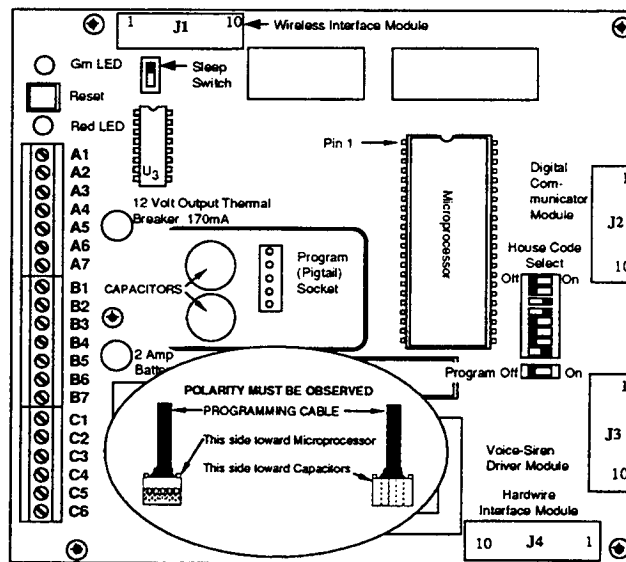 1 J1 10
Wireless Interface Module
Grn LED
Sleep
Switch
Reset
Red LED
Pin 1
U3
A1
A2
A3
A4
A5
A6
A7
12 Volt Output Thermal
Breaker 170mA
Microprocessor
Digital
Com-
municator
Module
1
J2
10
House Code
Select
Off On
Program
(Pigtail)
Socket
CAPACITORS
B1
B2
B3
B4
B5
B6
B7
2 Amp
Program Off On
POLARITY MUST BE OBSERVED
PROGRAMMING CABLE
This side toward Microprocessor
This side toward Capacitors
C1
C2
C3
C4
C5
C6
1
J3
10
Voice-Siren
Driver Module
Hardwire
Interface Module
10 J4 1